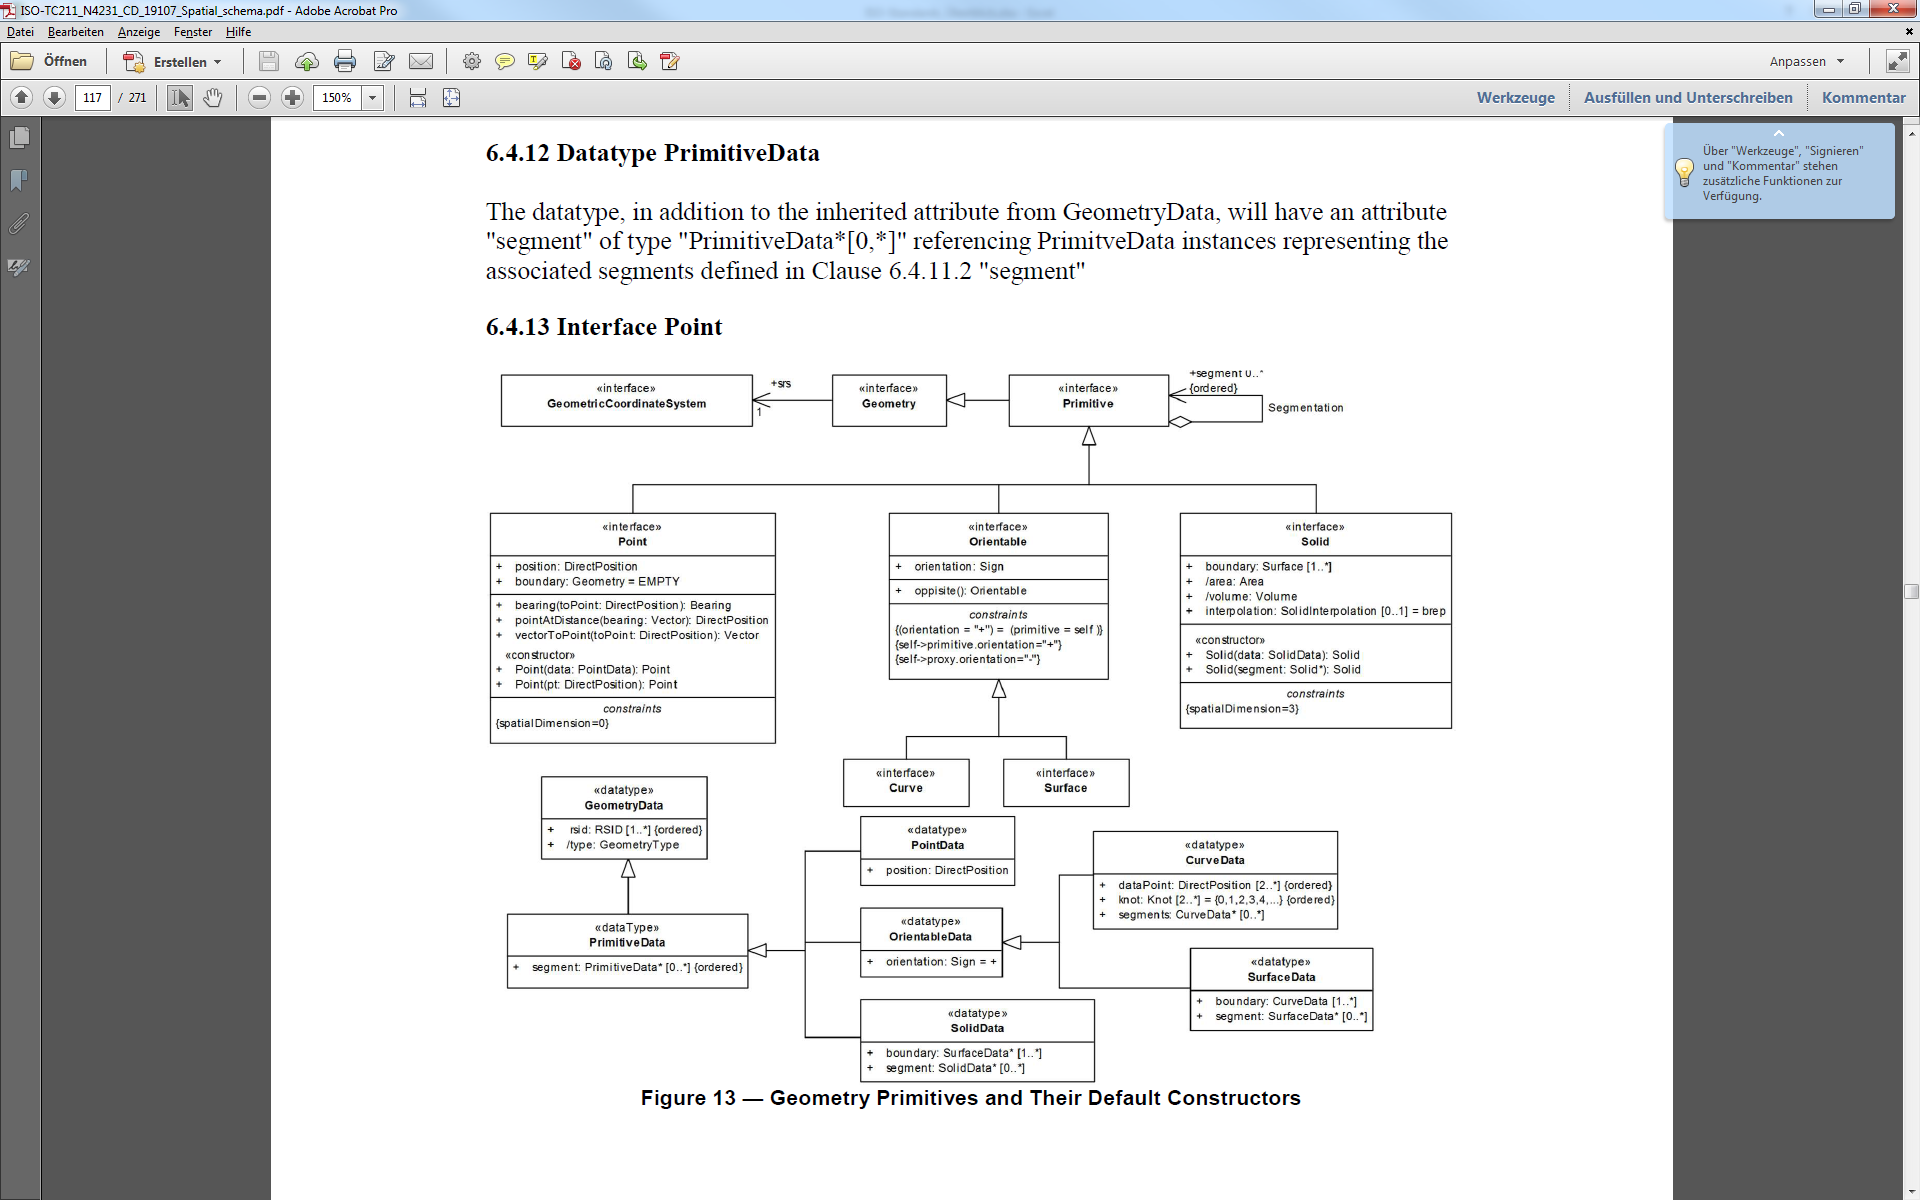 ISO-TC211_N4231_CD_19107_Spatial_schema.pdf - Adobe Acrobat Pro
Datei Bearbeiten Anzeige Fenster Hilfe
Öffnen Erstellen Anpassen
117 / 271 150% Werkzeuge Ausfüllen und Unterschreiben Kommentar
Über "Werkzeuge", "Signieren"
und "Kommentar" stehen
zusätzliche Funktionen zur
Verfügung.
6.4.12 Datatype PrimitiveData
The datatype, in addition to the inherited attribute from GeometryData, will have an attribute
"segment" of type "PrimitiveData*[0,*]" referencing PrimitveData instances representing the
associated segments defined in Clause 6.4.11.2 "segment"
6.4.13 Interface Point
«interface»
GeometricCoordinateSystem
+srs
1
«interface»
Geometry
«interface»
Primitive
+segment 0..*
{ordered}
Segmentation
«interface»
Point
+ position: DirectPosition
+ boundary: Geometry = EMPTY
+ bearing(toPoint: DirectPosition): Bearing
+ pointAtDistance(bearing: Vector): DirectPosition
+ vectorToPoint(toPoint: DirectPosition): Vector
«constructor»
+ Point(data: PointData): Point
+ Point(pt: DirectPosition): Point
constraints
{spatialDimension=0}
«interface»
Orientable
+ orientation: Sign
+ oppisite(): Orientable
constraints
{(orientation = "+") = (primitive = self )}
{self->primitive.orientation="+"}
{self->proxy.orientation="-"}
«interface»
Solid
+ boundary: Surface [1..*]
+ /area: Area
+ /volume: Volume
+ interpolation: SolidInterpolation [0..1] = brep
«constructor»
+ Solid(data: SolidData): Solid
+ Solid(segment: Solid*): Solid
constraints
{spatialDimension=3}
«interface»
Curve
«interface»
Surface
«datatype»
GeometryData
+ rsid: RSID [1..*] {ordered}
+ /type: GeometryType
«dataType»
PrimitiveData
+ segment: PrimitiveData* [0..*] {ordered}
«datatype»
PointData
+ position: DirectPosition
«datatype»
OrientableData
+ orientation: Sign = +
«datatype»
SolidData
+ boundary: SurfaceData* [1..*]
+ segment: SolidData* [0..*]
«datatype»
CurveData
+ dataPoint: DirectPosition [2..*] {ordered}
+ knot: Knot [2..*] = {0,1,2,3,4,...} {ordered}
+ segments: CurveData* [0..*]
«datatype»
SurfaceData
+ boundary: CurveData [1..*]
+ segment: SurfaceData* [0..*]
Figure 13 — Geometry Primitives and Their Default Constructors